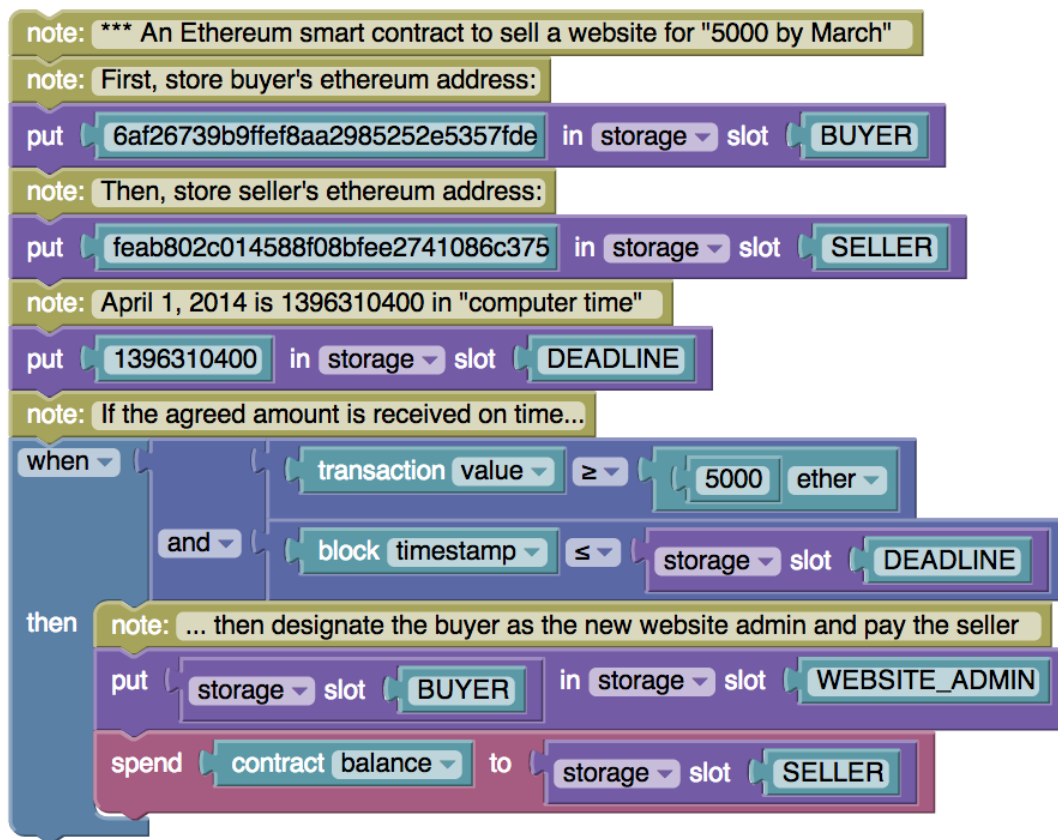 note: *** An Ethereum smart contract to sell a website for "5000 by March"
note: First, store buyer's ethereum address:
put 6af26739b9ffef8aa2985252e5357fde in storage slot BUYER
note: Then, store seller's ethereum address:
put feab802c014588f08bfee2741086c375 in storage slot SELLER
note: April 1, 2014 is 1396310400 in "computer time"
put 1396310400 in storage slot DEADLINE
note: If the agreed amount is received on time...
when transaction value ≥ 5000 ether
and block timestamp ≤ storage slot DEADLINE
then note: ... then designate the buyer as the new website admin and pay the seller
put storage slot BUYER in storage slot WEBSITE_ADMIN
spend contract balance to storage slot SELLER